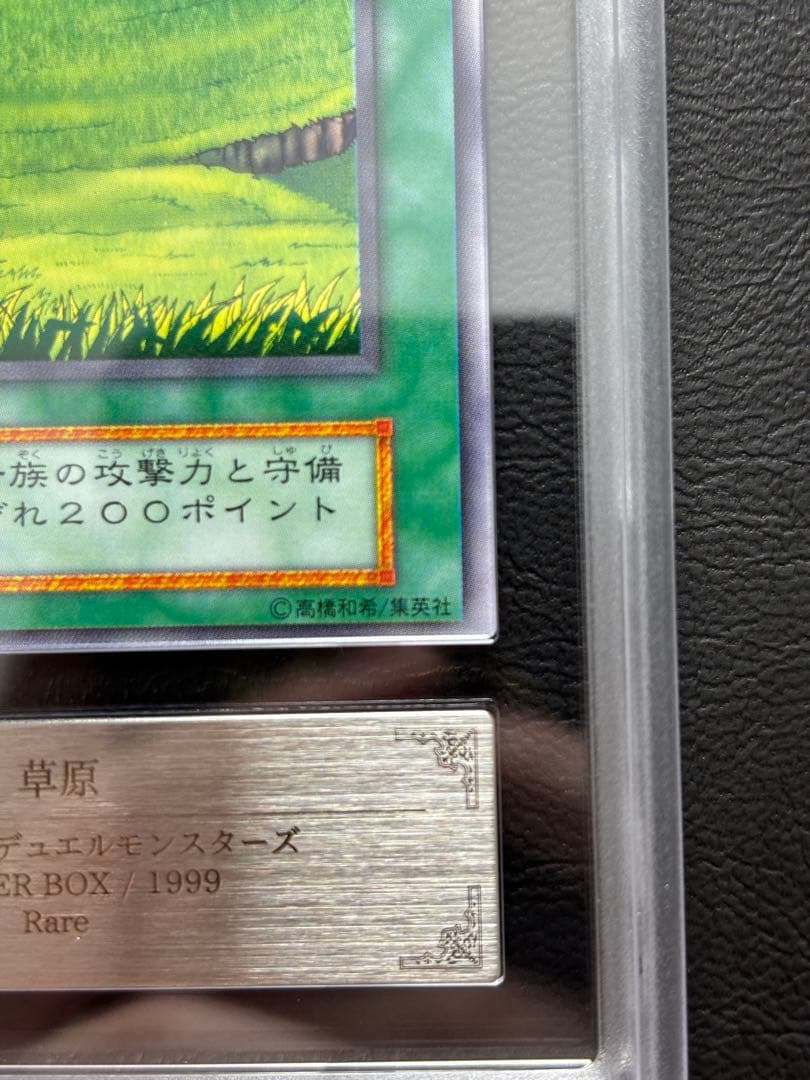 族の攻撃力と守備
ぞく こう げき りょく しゅ び
れ200ポイント
©高橋和希/集英社
草原
デュエルモンスターズ
ER BOX / 1999
Rare